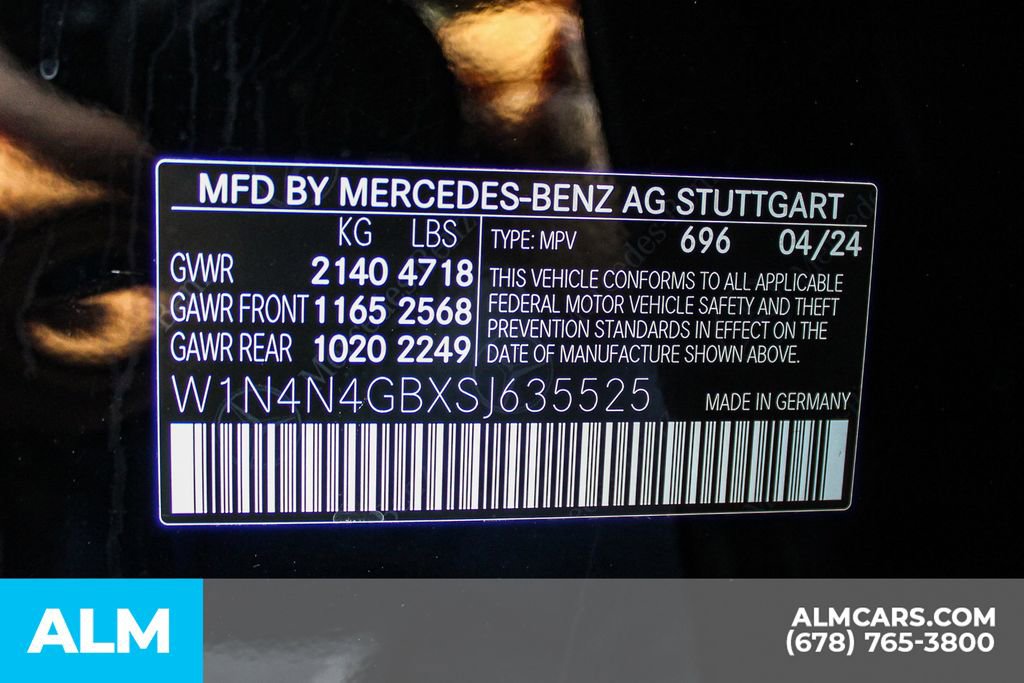 MFD BY MERCEDES-BENZ AG STUTTGART
KG LBS
GVWR 2140 4718
GAWR FRONT 1165 2568
GAWR REAR 1020 2249
TYPE: MPV 696 04/24
THIS VEHICLE CONFORMS TO ALL APPLICABLE
FEDERAL MOTOR VEHICLE SAFETY AND THEFT
PREVENTION STANDARDS IN EFFECT ON THE
DATE OF MANUFACTURE SHOWN ABOVE.
W1N4N4GBXSJ635525
MADE IN GERMANY
ALM
ALMCARS.COM
(678) 765-3800